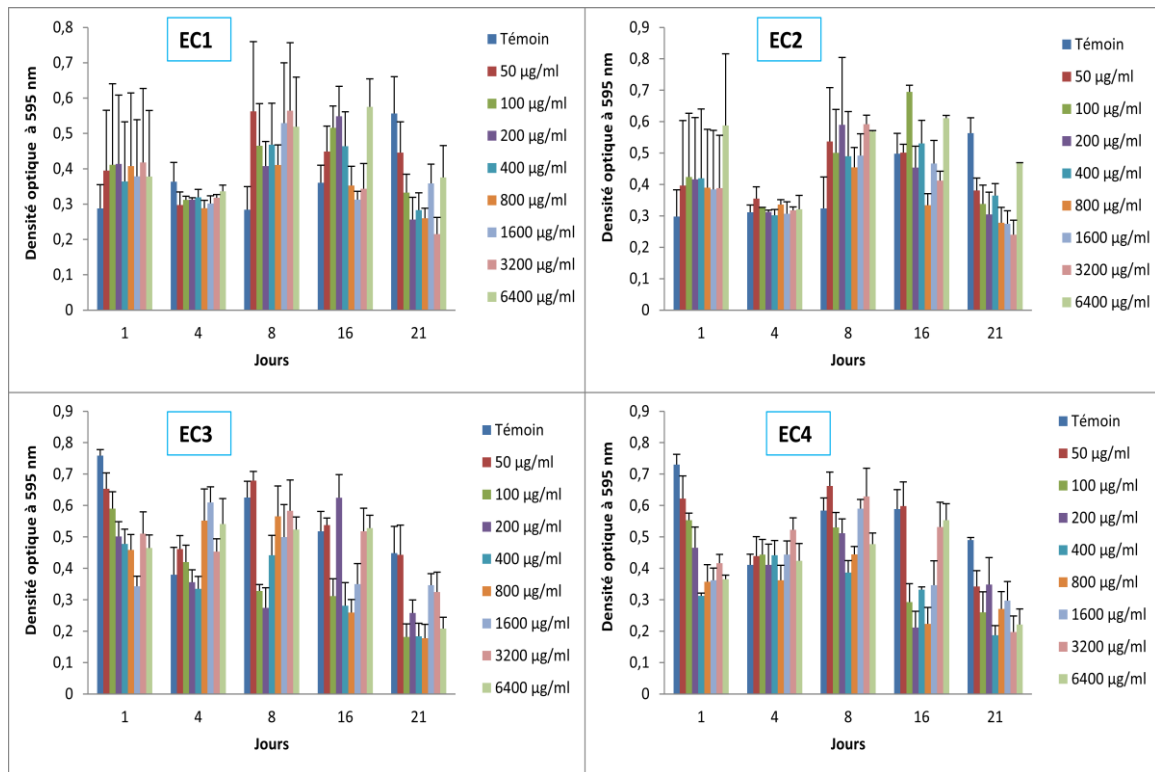 EC1
Densité optique à 595 nm
0,8
0,7
0,6
0,5
0,4
0,3
0,2
0,1
0
1 4 8 16 21
Jours
Témoin
50 µg/ml
100 µg/ml
200 µg/ml
400 µg/ml
800 µg/ml
1600 µg/ml
3200 µg/ml
6400 µg/ml
EC2
Densité optique à 595 nm
0,9
0,8
0,7
0,6
0,5
0,4
0,3
0,2
0,1
0
1 4 8 16 21
Jours
Témoin
50 µg/ml
100 µg/ml
200 µg/ml
400 µg/ml
800 µg/ml
1600 µg/ml
3200 µg/ml
6400 µg/ml
EC3
Densité optique à 595 nm
0,9
0,8
0,7
0,6
0,5
0,4
0,3
0,2
0,1
0
1 4 8 16 21
Jours
Témoin
50 µg/ml
100 µg/ml
200 µg/ml
400 µg/ml
800 µg/ml
1600 µg/ml
3200 µg/ml
6400 µg/ml
EC4
Densité optique à 595 nm
0,9
0,8
0,7
0,6
0,5
0,4
0,3
0,2
0,1
0
1 4 8 16 21
Jours
Témoin
50 µg/ml
100 µg/ml
200 µg/ml
400 µg/ml
800 µg/ml
1600 µg/ml
3200 µg/ml
6400 µg/ml